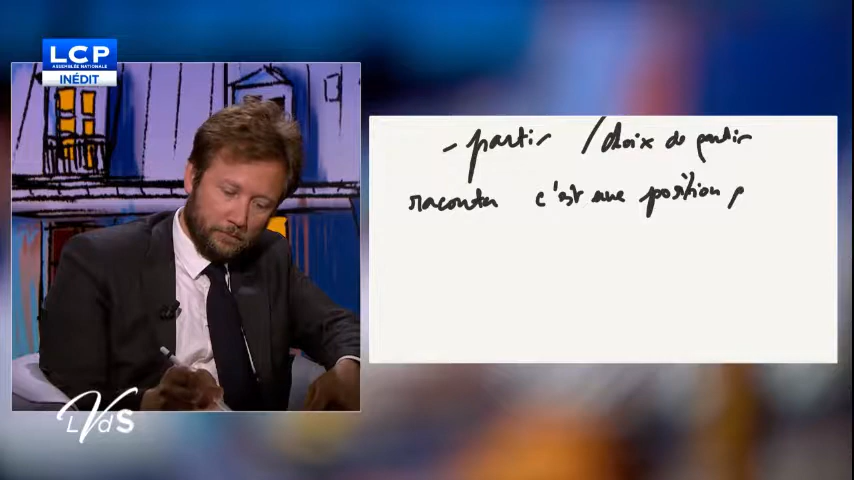 LCP
ASSEMBLÉE NATIONALE
INÉDIT
- partir / choix de partir
raconter c'est une position p
LVdS